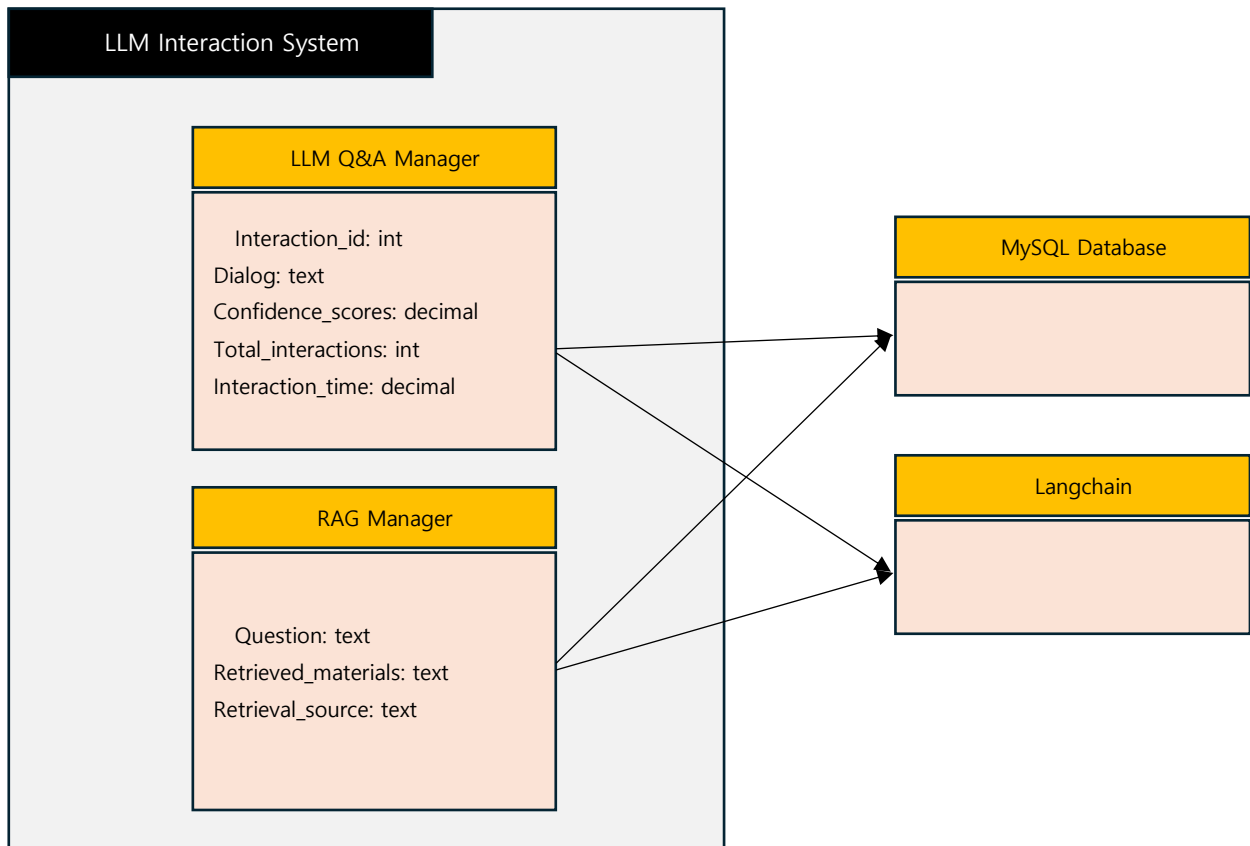 LLM Interaction System
LLM Q&A Manager
Interaction_id: int
Dialog: text
Confidence_scores: decimal
Total_interactions: int
Interaction_time: decimal
RAG Manager
Question: text
Retrieved_materials: text
Retrieval_source: text
MySQL Database
Langchain